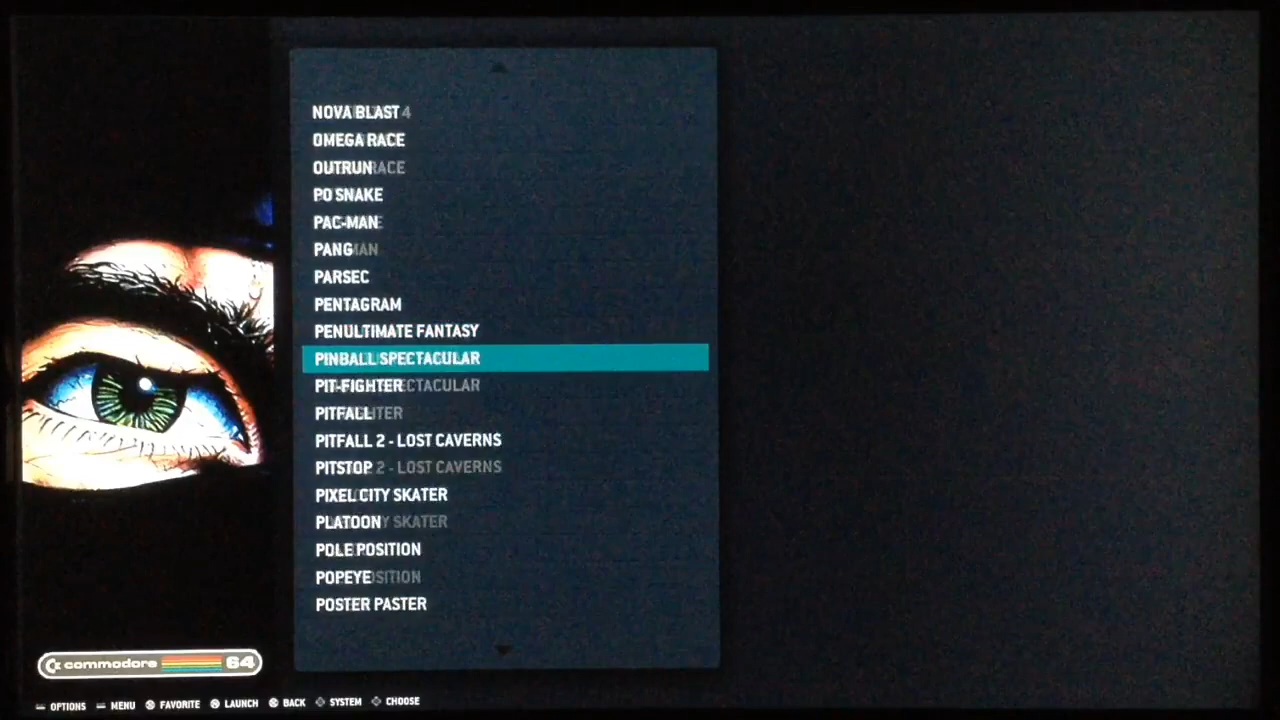 NOVA BLAST 4
OMEGA RACE
OUTRUN
PO SNAKE
PAC-MAN
PANG
PARSEC
PENTAGRAM
PENULTIMATE FANTASY
PINBALL SPECTACULAR
PIT-FIGHTER
PITFALL
PITFALL 2 - LOST CAVERNS
PITSTOP
PIXEL CITY SKATER
PLATOON
POLE POSITION
POPEYE
POSTER PASTER
commodore 64
OPTIONS MENU FAVORITE LAUNCH BACK SYSTEM CHOOSE